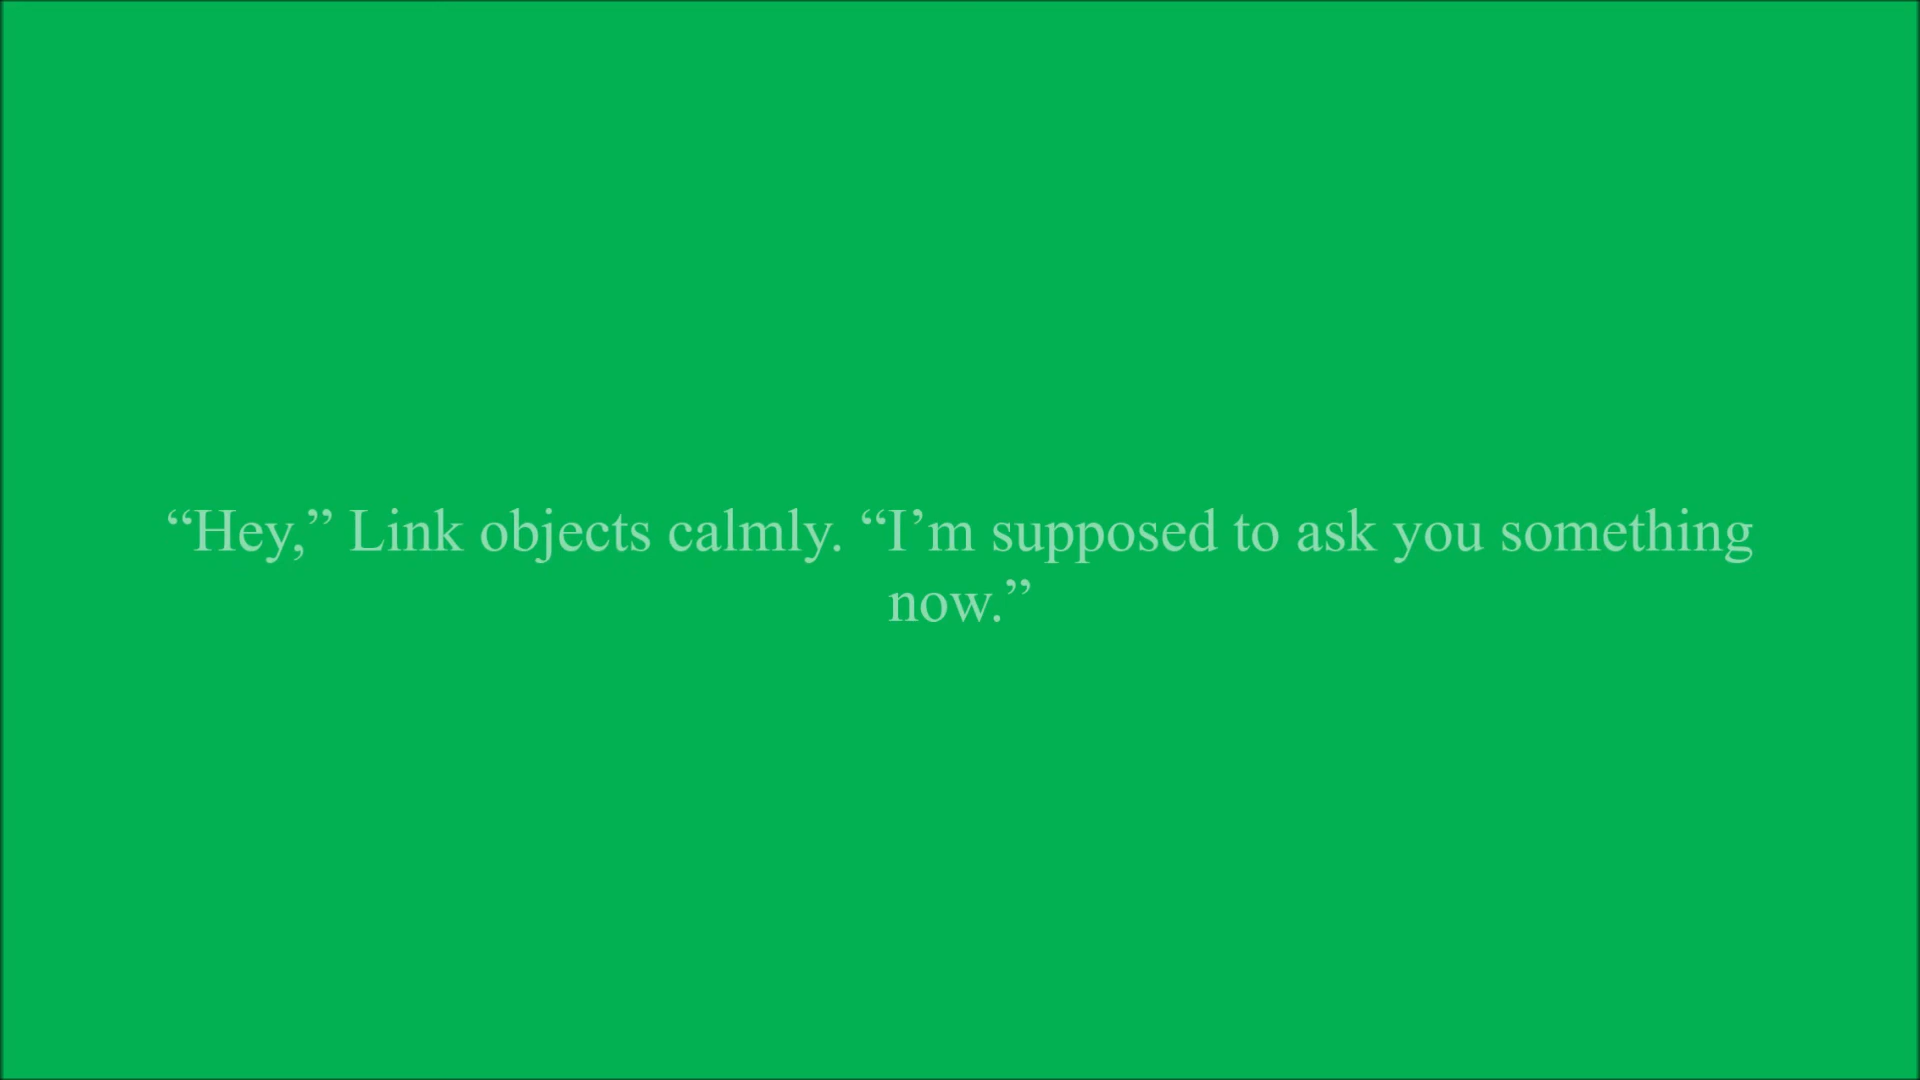 “Hey,” Link objects calmly. “I’m supposed to ask you something
now.”